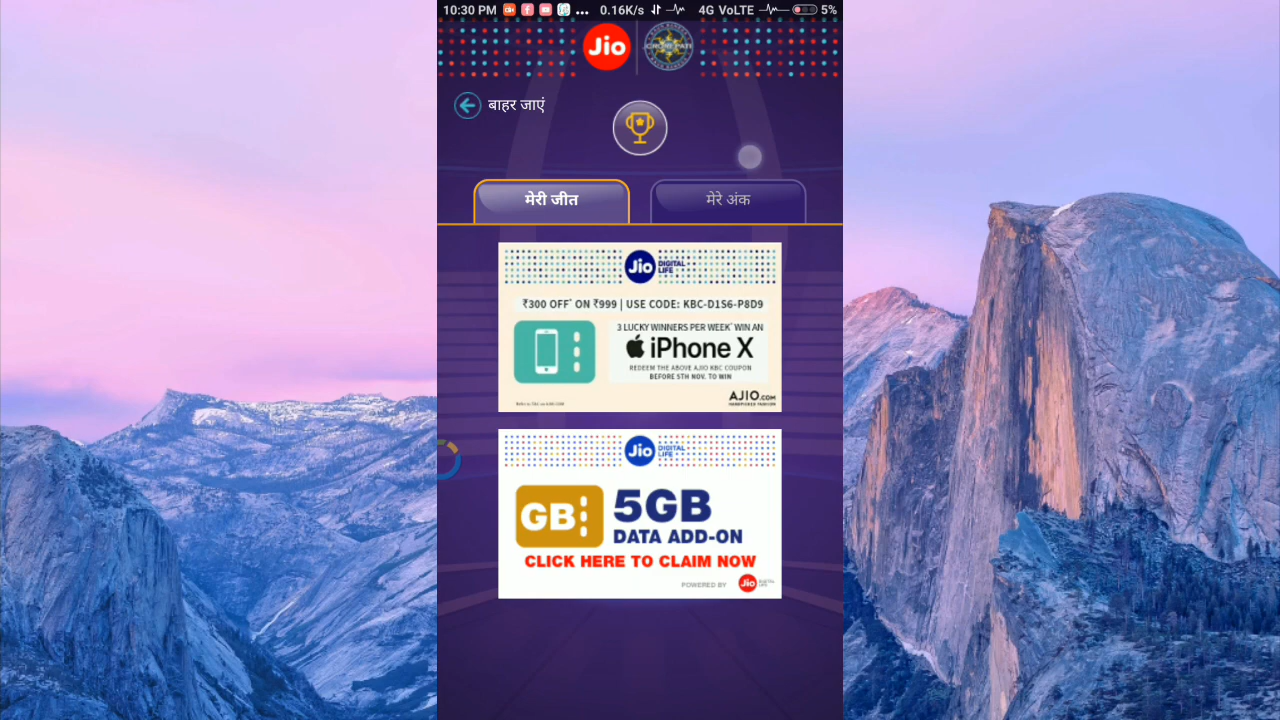 10:30 PM ... 0.16K/s 4G VoLTE 5%
Jio
बाहर जाएं
मेरी जीत
मेरे अंक
Jio DIGITAL LIFE
₹300 OFF* ON ₹999 | USE CODE: KBC-D1S6-P8D9
3 LUCKY WINNERS PER WEEK* WIN AN
iPhone X
REDEEM THE ABOVE AJIO KBC COUPON
BEFORE 5TH NOV. TO WIN
AJIO.COM
Jio DIGITAL LIFE
GB
5GB
DATA ADD-ON
CLICK HERE TO CLAIM NOW
POWERED BY Jio DIGITAL LIFE